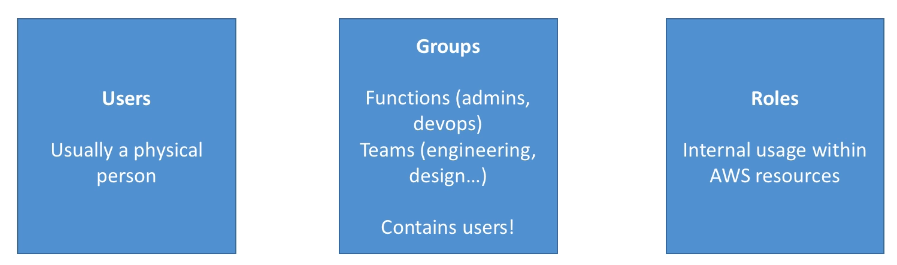 Users
Usually a physical
person
Groups
Functions (admins,
devops)
Teams (engineering,
design…)
Contains users!
Roles
Internal usage within
AWS resources